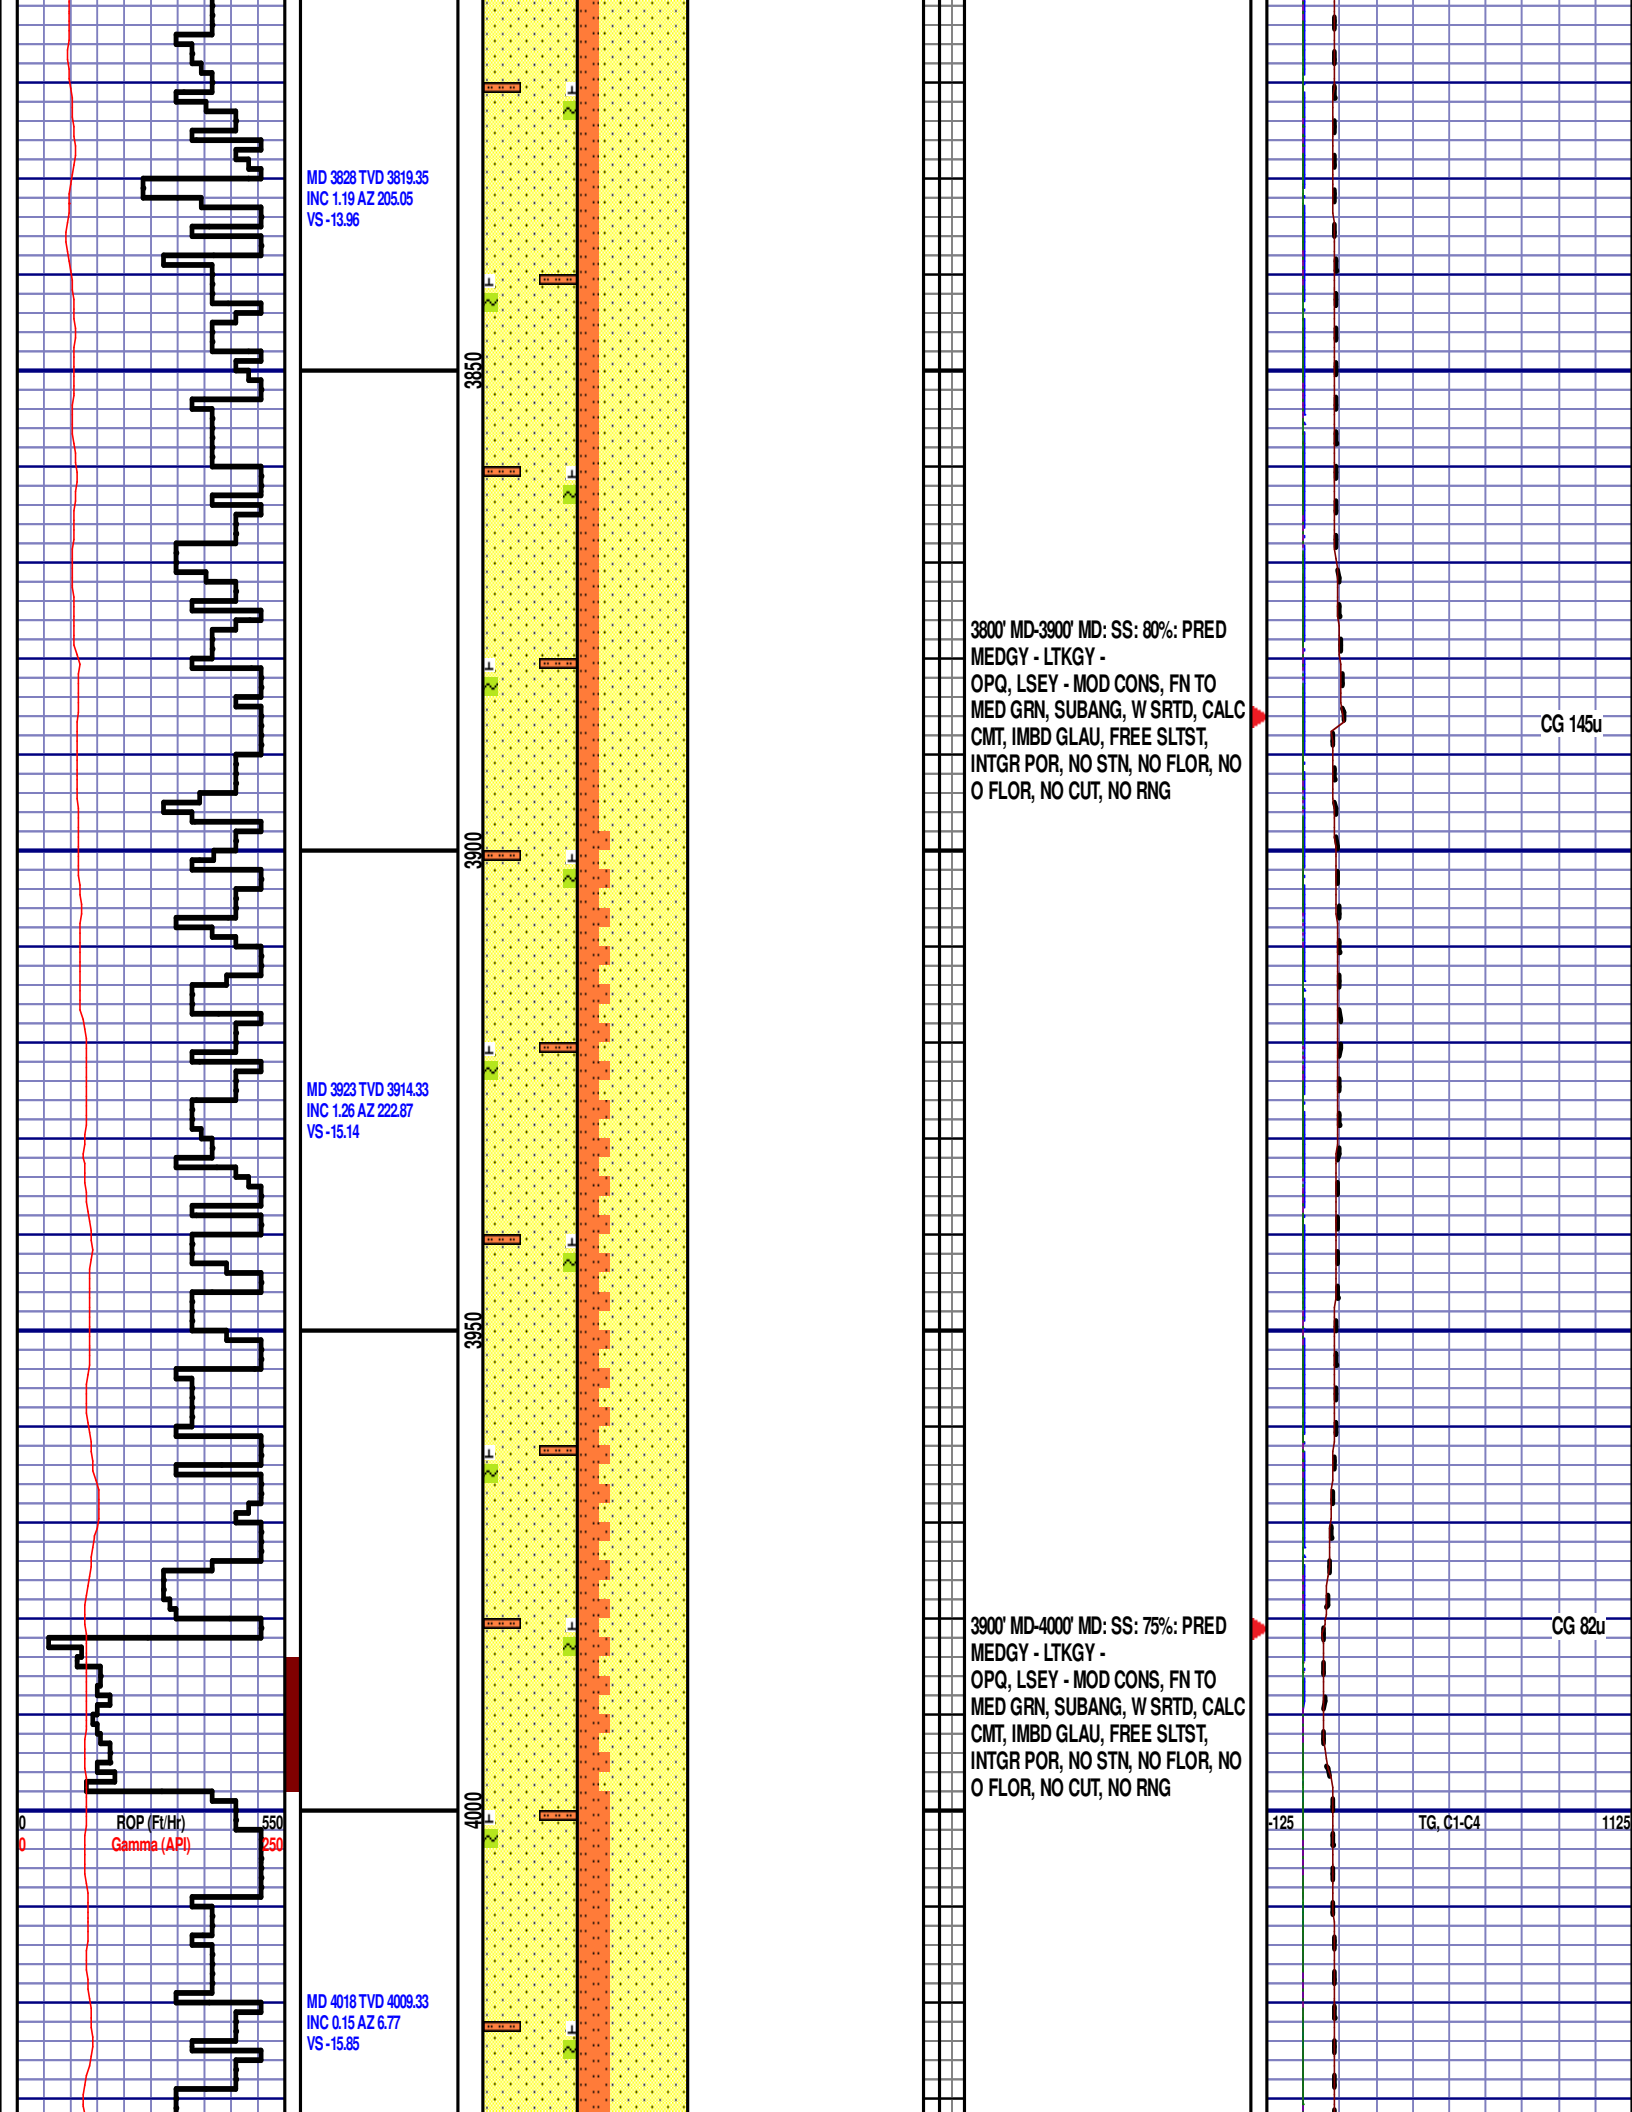 MD 3828 TVD 3819.35
INC 1.19 AZ 205.05
VS -13.96
3850
3800' MD-3900' MD: SS: 80%: PRED
MEDGY - LTKGY -
OPQ, LSEY - MOD CONS, FN TO
MED GRN, SUBANG, W SRTD, CALC
CMT, IMBD GLAU, FREE SLTST,
INTGR POR, NO STN, NO FLOR, NO
O FLOR, NO CUT, NO RNG
CG 145u
3900
MD 3923 TVD 3914.33
INC 1.26 AZ 222.87
VS -15.14
3950
3900' MD-4000' MD: SS: 75%: PRED
MEDGY - LTKGY -
OPQ, LSEY - MOD CONS, FN TO
MED GRN, SUBANG, W SRTD, CALC
CMT, IMBD GLAU, FREE SLTST,
INTGR POR, NO STN, NO FLOR, NO
O FLOR, NO CUT, NO RNG
CG 82u
4000
0 ROP (Ft/Hr) 550
0 Gamma (API) 250
-125 TG, C1-C4 1125
MD 4018 TVD 4009.33
INC 0.15 AZ 6.77
VS -15.85